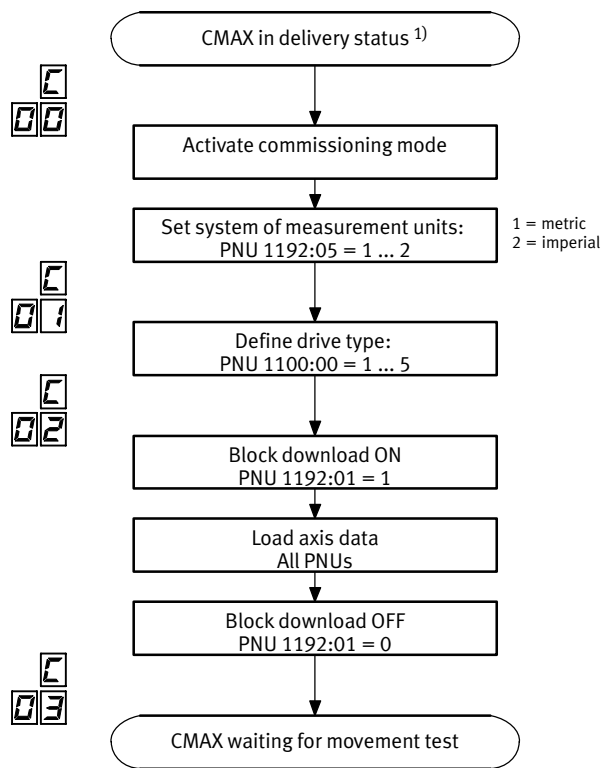 CMAX in delivery status 1)
C
00
Activate commissioning mode
Set system of measurement units:
PNU 1192:05 = 1 ... 2
1 = metric
2 = imperial
C
01
Define drive type:
PNU 1100:00 = 1 ... 5
C
02
Block download ON
PNU 1192:01 = 1
Load axis data
All PNUs
Block download OFF
PNU 1192:01 = 0
C
03
CMAX waiting for movement test